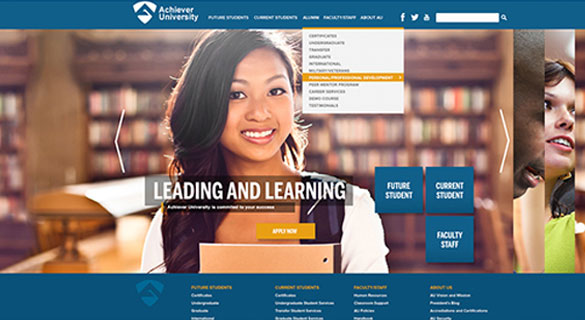 Achiever
University
FUTURE STUDENTS CURRENT STUDENTS ALUMNI FACULTY/STAFF ABOUT AU
CERTIFICATES
UNDERGRADUATE
TRANSFER
GRADUATE
INTERNATIONAL
MILITARY/VETERANS
PERSONAL/PROFESSIONAL DEVELOPMENT
PEER MENTOR PROGRAM
CAREER SERVICES
DEMO COURSE
TESTIMONIALS
LEADING AND LEARNING
Achiever University is committed to your success
APPLY NOW
FUTURE
STUDENT
CURRENT
STUDENT
FACULTY
STAFF
FUTURE STUDENTS CURRENT STUDENTS FACULTY/STAFF ABOUT US
Certificates Undergraduate Student Services Human Resources AU Vision and Mission
Undergraduate Transfer Student Services Classroom Support President's Blog
Graduate Transfer Student Services AU Policies Accreditations and Certifications
International Graduate Student Services Handbook AU Security